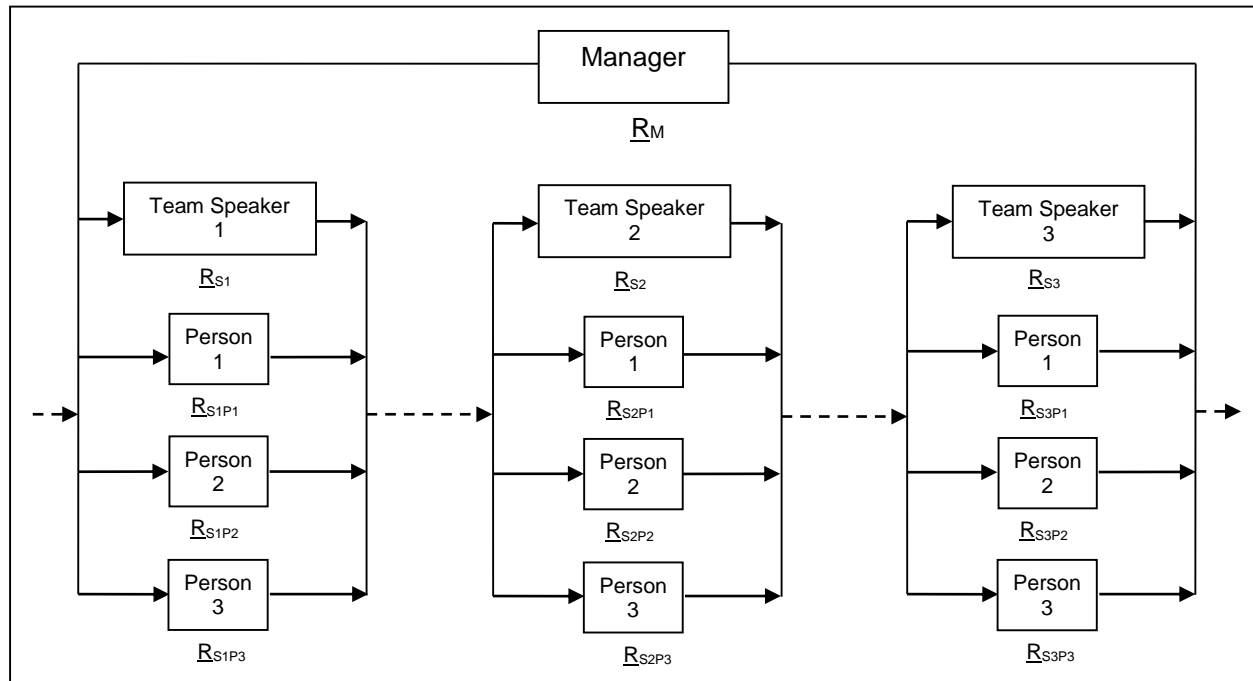 Manager
RM
Team Speaker
1
Team Speaker
2
Team Speaker
3
RS1
RS2
RS3
Person
1
Person
1
Person
1
RS1P1
RS2P1
RS3P1
Person
2
Person
2
Person
2
RS1P2
RS2P2
RS3P2
Person
3
Person
3
Person
3
RS1P3
RS2P3
RS3P3